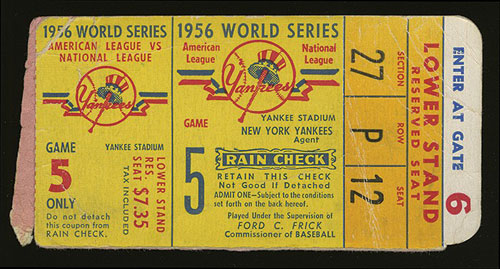 1956 WORLD SERIES
AMERICAN LEAGUE VS
NATIONAL LEAGUE
Yankees
YANKEE STADIUM
GAME
5
ONLY
LOWER STAND
RES. SEAT $7.35
TAX INCLUDED
Do not detach
this coupon from
RAIN CHECK.
1956 WORLD SERIES
American
League
National
League
Yankees
YANKEE STADIUM
GAME
NEW YORK YANKEES
Agent
5
RAIN CHECK
RETAIN THIS CHECK
Not Good If Detached
ADMIT ONE—Subject to the conditions
set forth on the back hereof.
Played Under the Supervision of
FORD C. FRICK
Commissioner of BASEBALL
27
P
12
SECTION
ROW
SEAT
LOWER STAND
RESERVED SEAT
ENTER AT GATE
6